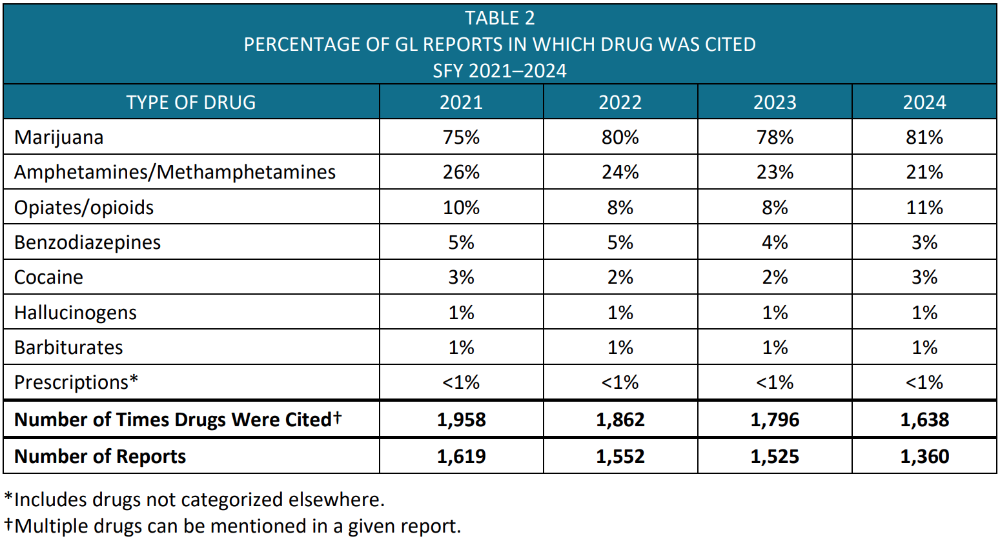 TABLE 2
PERCENTAGE OF GL REPORTS IN WHICH DRUG WAS CITED
SFY 2021–2024
TYPE OF DRUG 2021 2022 2023 2024
Marijuana 75% 80% 78% 81%
Amphetamines/Methamphetamines 26% 24% 23% 21%
Opiates/opioids 10% 8% 8% 11%
Benzodiazepines 5% 5% 4% 3%
Cocaine 3% 2% 2% 3%
Hallucinogens 1% 1% 1% 1%
Barbiturates 1% 1% 1% 1%
Prescriptions* <1% <1% <1% <1%
Number of Times Drugs Were Cited† 1,958 1,862 1,796 1,638
Number of Reports 1,619 1,552 1,525 1,360
*Includes drugs not categorized elsewhere.
†Multiple drugs can be mentioned in a given report.